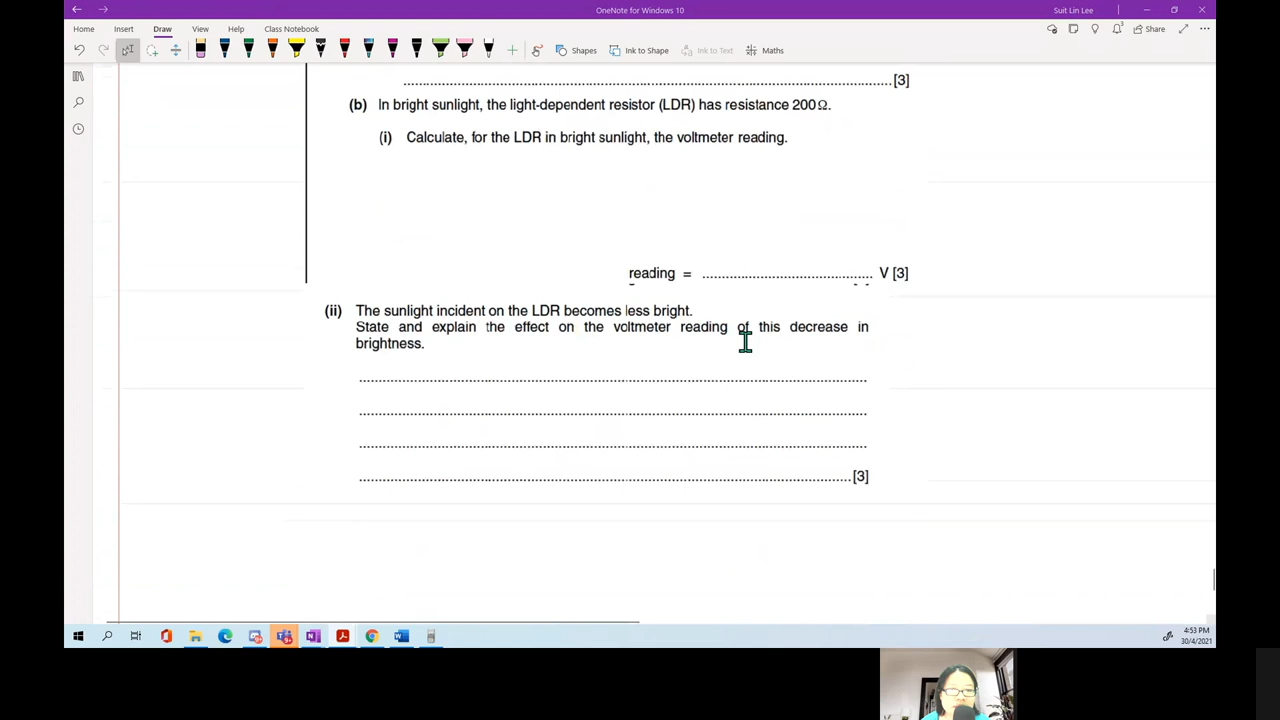 OneNote for Windows 10
Suit Lin Lee
Home Insert Draw View Help Class Notebook
Share
Shapes Ink to Shape Ink to Text Maths
[3]
(b) In bright sunlight, the light-dependent resistor (LDR) has resistance 200Ω.
(i) Calculate, for the LDR in bright sunlight, the voltmeter reading.
reading = ............................................ V [3]
(ii) The sunlight incident on the LDR becomes less bright.
State and explain the effect on the voltmeter reading of this decrease in
brightness.
[3]
4:53 PM
30/4/2021